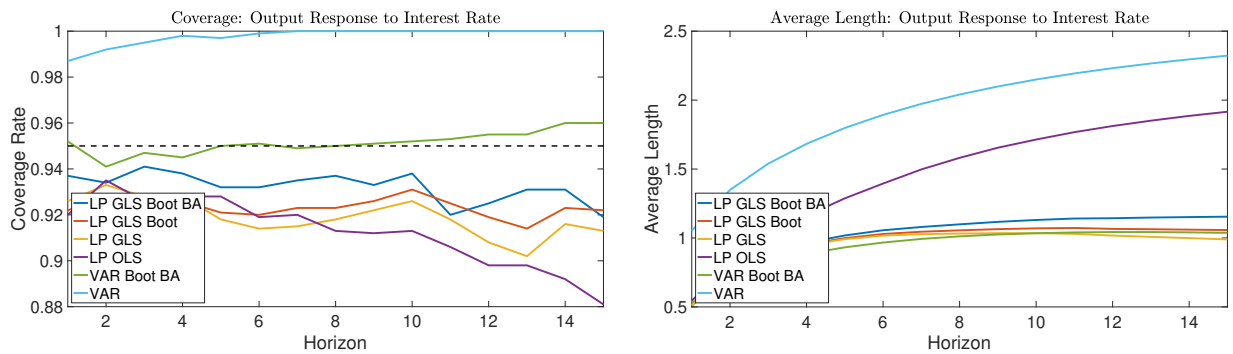 Coverage: Output Response to Interest Rate
1
0.98
0.96
0.94
0.92
0.9
0.88
Coverage Rate
LP GLS Boot BA
LP GLS Boot
LP GLS
LP OLS
VAR Boot BA
VAR
2 4 6 8 10 12 14
Horizon
Average Length: Output Response to Interest Rate
2.5
2
1.5
1
0.5
Average Length
LP GLS Boot BA
LP GLS Boot
LP GLS
LP OLS
VAR Boot BA
VAR
2 4 6 8 10 12 14
Horizon